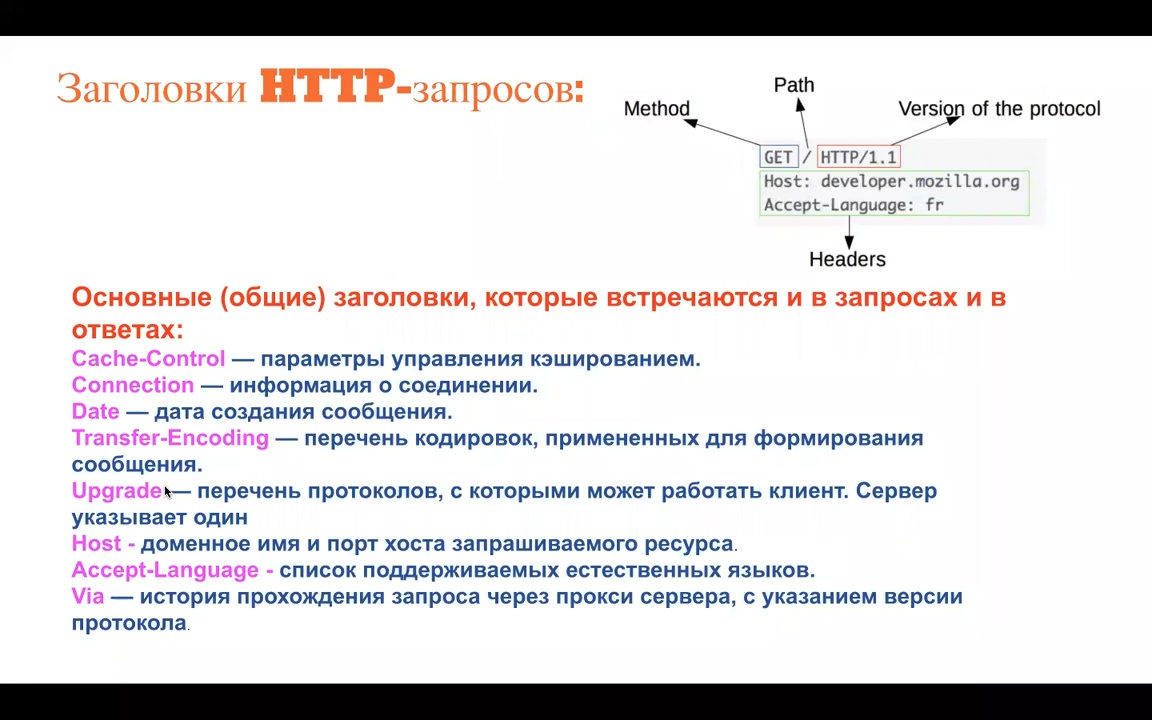 Заголовки HTTP-запросов:
Path
Method
Version of the protocol
GET / HTTP/1.1
Host: developer.mozilla.org
Accept-Language: fr
Headers
Основные (общие) заголовки, которые встречаются и в запросах и в
ответах:
Cache-Control — параметры управления кэшированием.
Connection — информация о соединении.
Date — дата создания сообщения.
Transfer-Encoding — перечень кодировок, примененных для формирования
сообщения.
Upgrade — перечень протоколов, с которыми может работать клиент. Сервер
указывает один
Host - доменное имя и порт хоста запрашиваемого ресурса.
Accept-Language - список поддерживаемых естественных языков.
Via — история прохождения запроса через прокси сервера, с указанием версии
протокола.